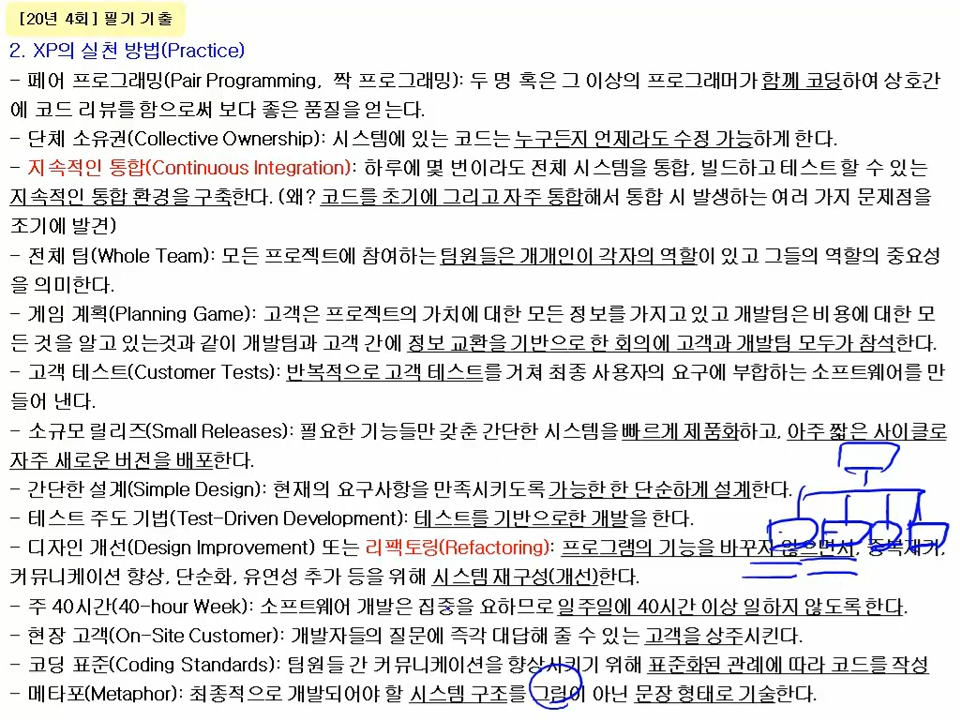 [20년 4회] 필기 기출
2. XP의 실천 방법(Practice)
- 페어 프로그래밍(Pair Programming, 짝 프로그래밍): 두 명 혹은 그 이상의 프로그래머가 함께 코딩하여 상호간
에 코드 리뷰를 함으로써 보다 좋은 품질을 얻는다.
- 단체 소유권(Collective Ownership): 시스템에 있는 코드는 누구든지 언제라도 수정 가능하게 한다.
- 지속적인 통합(Continuous Integration): 하루에 몇 번이라도 전체 시스템을 통합, 빌드하고 테스트 할 수 있는
지속적인 통합 환경을 구축한다. (왜? 코드를 초기에 그리고 자주 통합해서 통합 시 발생하는 여러 가지 문제점을
조기에 발견)
- 전체 팀(Whole Team): 모든 프로젝트에 참여하는 팀원들은 개개인이 각자의 역할이 있고 그들의 역할의 중요성
을 의미한다.
- 게임 계획(Planning Game): 고객은 프로젝트의 가치에 대한 모든 정보를 가지고 있고 개발팀은 비용에 대한 모
든 것을 알고 있는것과 같이 개발팀과 고객 간에 정보 교환을 기반으로 한 회의에 고객과 개발팀 모두가 참석한다.
- 고객 테스트(Customer Tests): 반복적으로 고객 테스트를 거쳐 최종 사용자의 요구에 부합하는 소프트웨어를 만
들어 낸다.
- 소규모 릴리즈(Small Releases): 필요한 기능들만 갖춘 간단한 시스템을 빠르게 제품화하고, 아주 짧은 사이클로
자주 새로운 버전을 배포한다.
- 간단한 설계(Simple Design): 현재의 요구사항을 만족시키도록 가능한 한 단순하게 설계한다.
- 테스트 주도 기법(Test-Driven Development): 테스트를 기반으로한 개발을 한다.
- 디자인 개선(Design Improvement) 또는 리팩토링(Refactoring): 프로그램의 기능을 바꾸지 않으면서, 중복제거,
커뮤니케이션 향상, 단순화, 유연성 추가 등을 위해 시스템 재구성(개선)한다.
- 주 40시간(40-hour Week): 소프트웨어 개발은 집중을 요하므로 일주일에 40시간 이상 일하지 않도록 한다.
- 현장 고객(On-Site Customer): 개발자들의 질문에 즉각 대답해 줄 수 있는 고객을 상주시킨다.
- 코딩 표준(Coding Standards): 팀원들 간 커뮤니케이션을 향상시키기 위해 표준화된 관례에 따라 코드를 작성
- 메타포(Metaphor): 최종적으로 개발되어야 할 시스템 구조를 그림이 아닌 문장 형태로 기술한다.